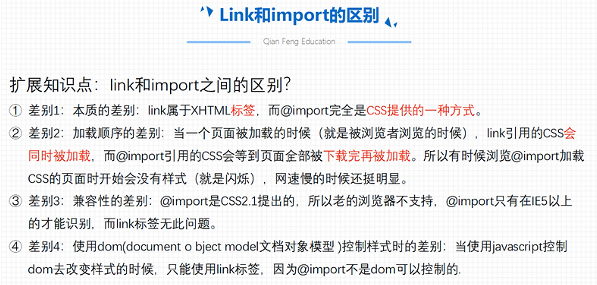 Link和import的区别
Qian Feng Education
扩展知识点：link和import之间的区别？
① 差别1：本质的差别：link属于XHTML标签，而@import完全是CSS提供的一种方式。
② 差别2：加载顺序的差别：当一个页面被加载的时候（就是被浏览者浏览的时候），link引用的CSS会
同时被加载，而@import引用的CSS会等到页面全部被下载完再被加载。所以有时候浏览@import加载
CSS的页面时开始会没有样式（就是闪烁），网速慢的时候还挺明显。
③ 差别3：兼容性的差别：@import是CSS2.1提出的，所以老的浏览器不支持，@import只有在IE5以上
的才能识别，而link标签无此问题。
④ 差别4：使用dom(document o bject model文档对象模型 )控制样式时的差别：当使用javascript控制
dom去改变样式的时候，只能使用link标签，因为@import不是dom可以控制的.